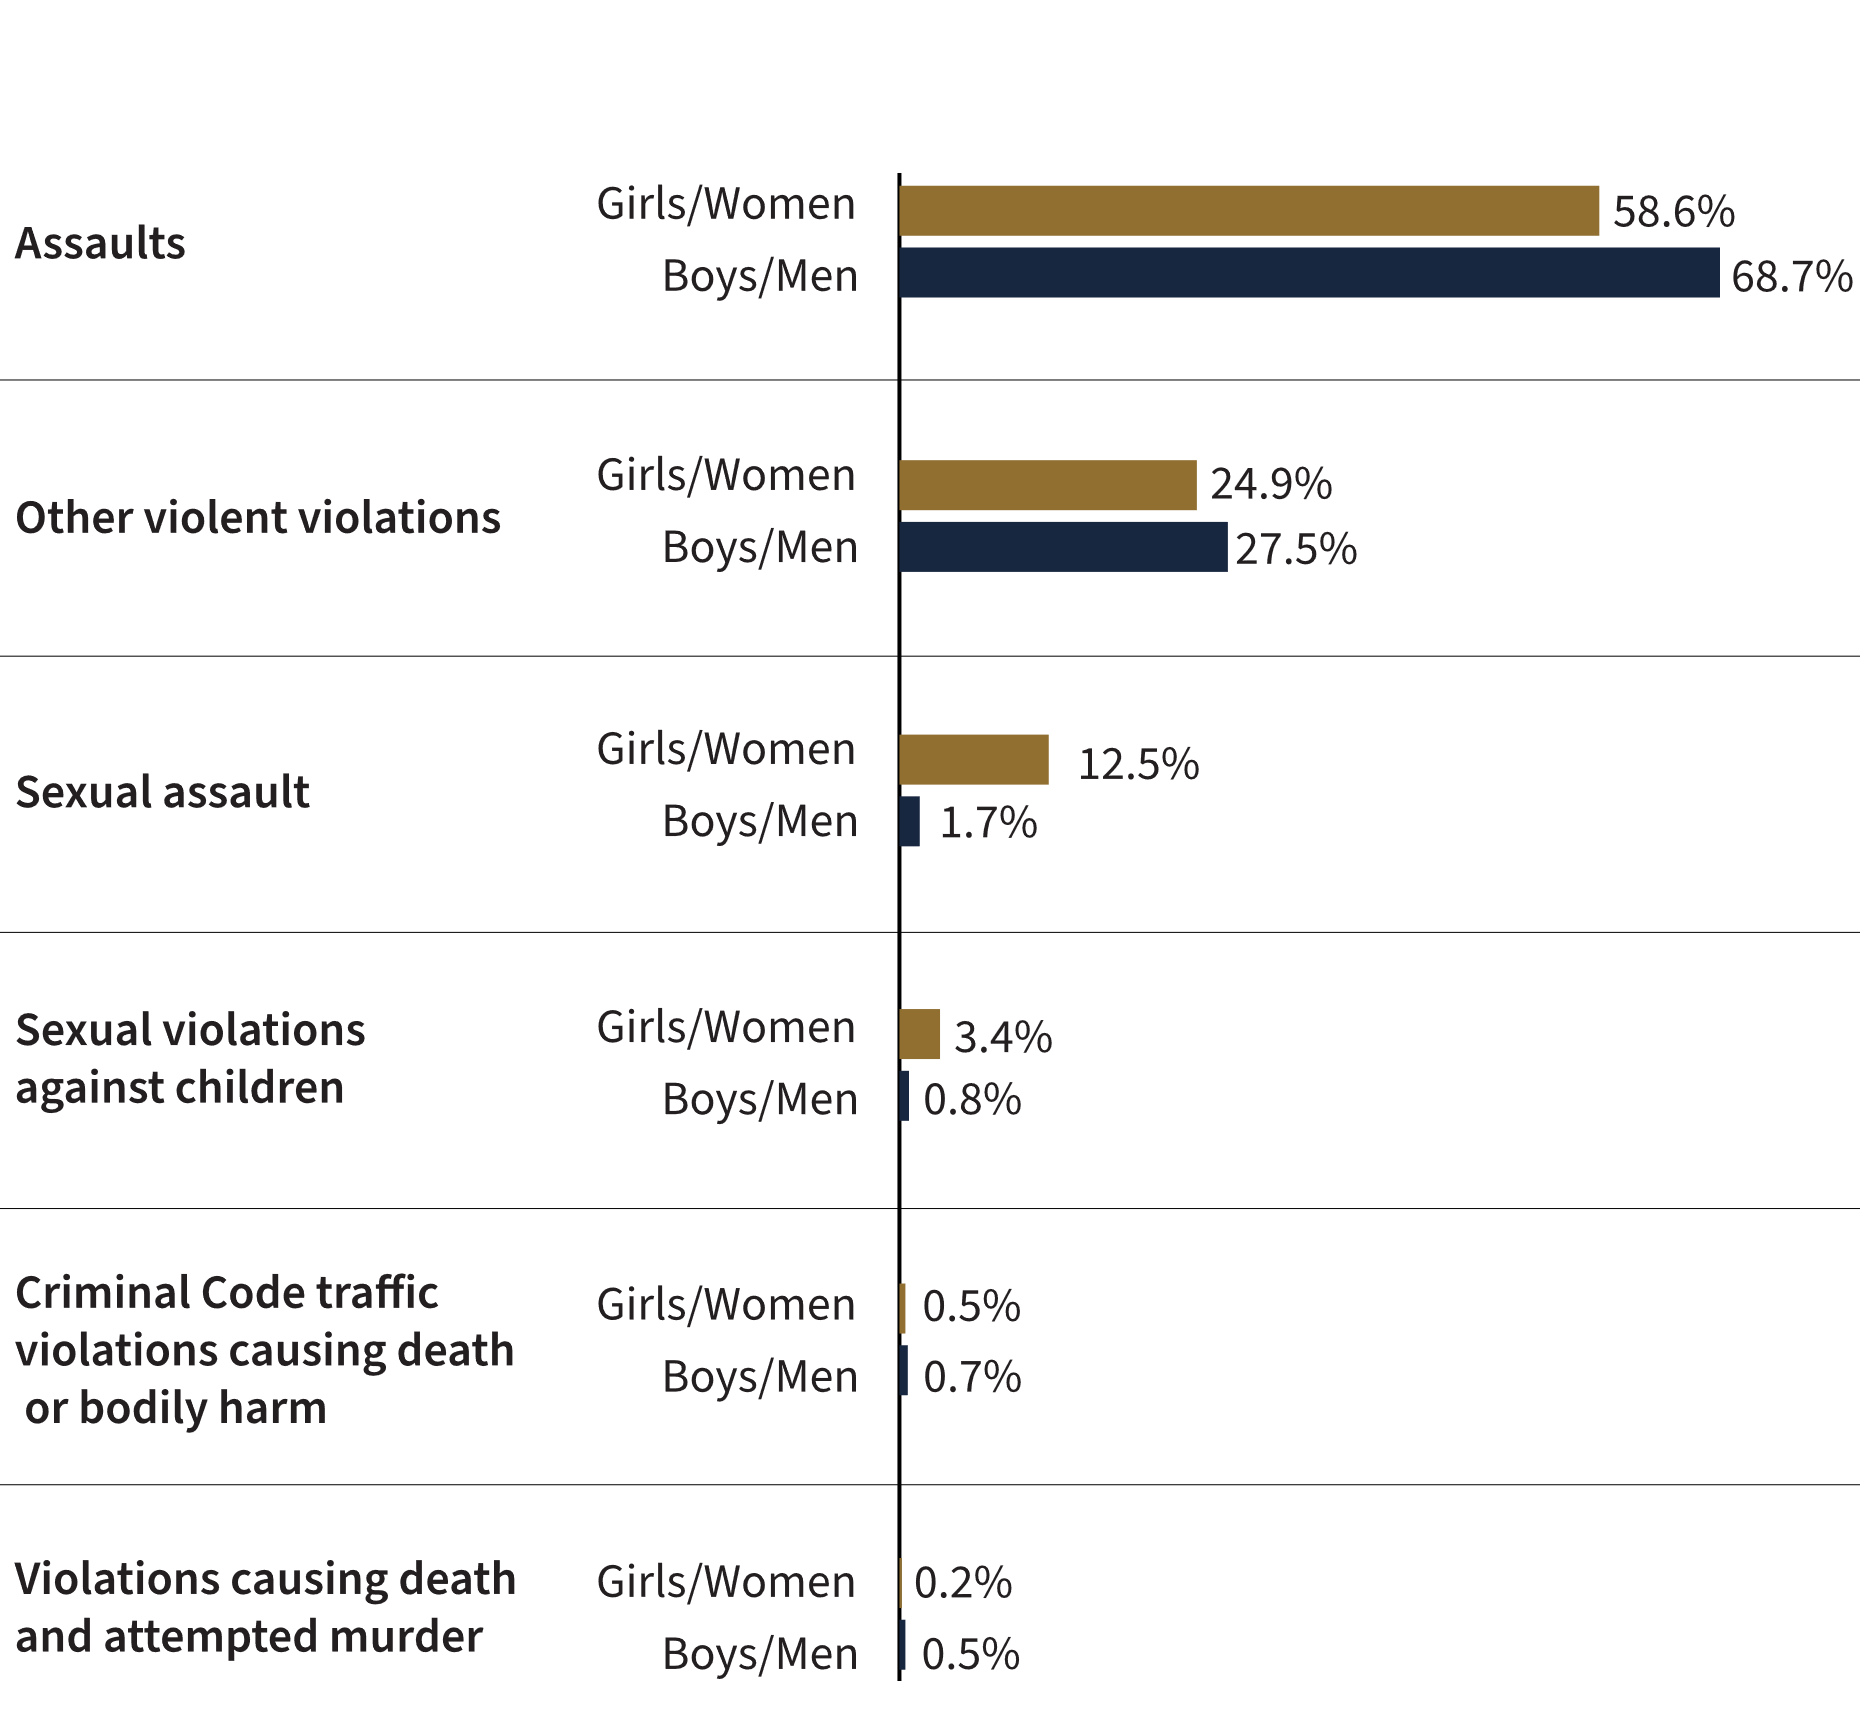 Assaults
Girls/Women 58.6%
Boys/Men 68.7%
Other violent violations
Girls/Women 24.9%
Boys/Men 27.5%
Sexual assault
Girls/Women 12.5%
Boys/Men 1.7%
Sexual violations
against children
Girls/Women 3.4%
Boys/Men 0.8%
Criminal Code traffic
violations causing death
or bodily harm
Girls/Women 0.5%
Boys/Men 0.7%
Violations causing death
and attempted murder
Girls/Women 0.2%
Boys/Men 0.5%